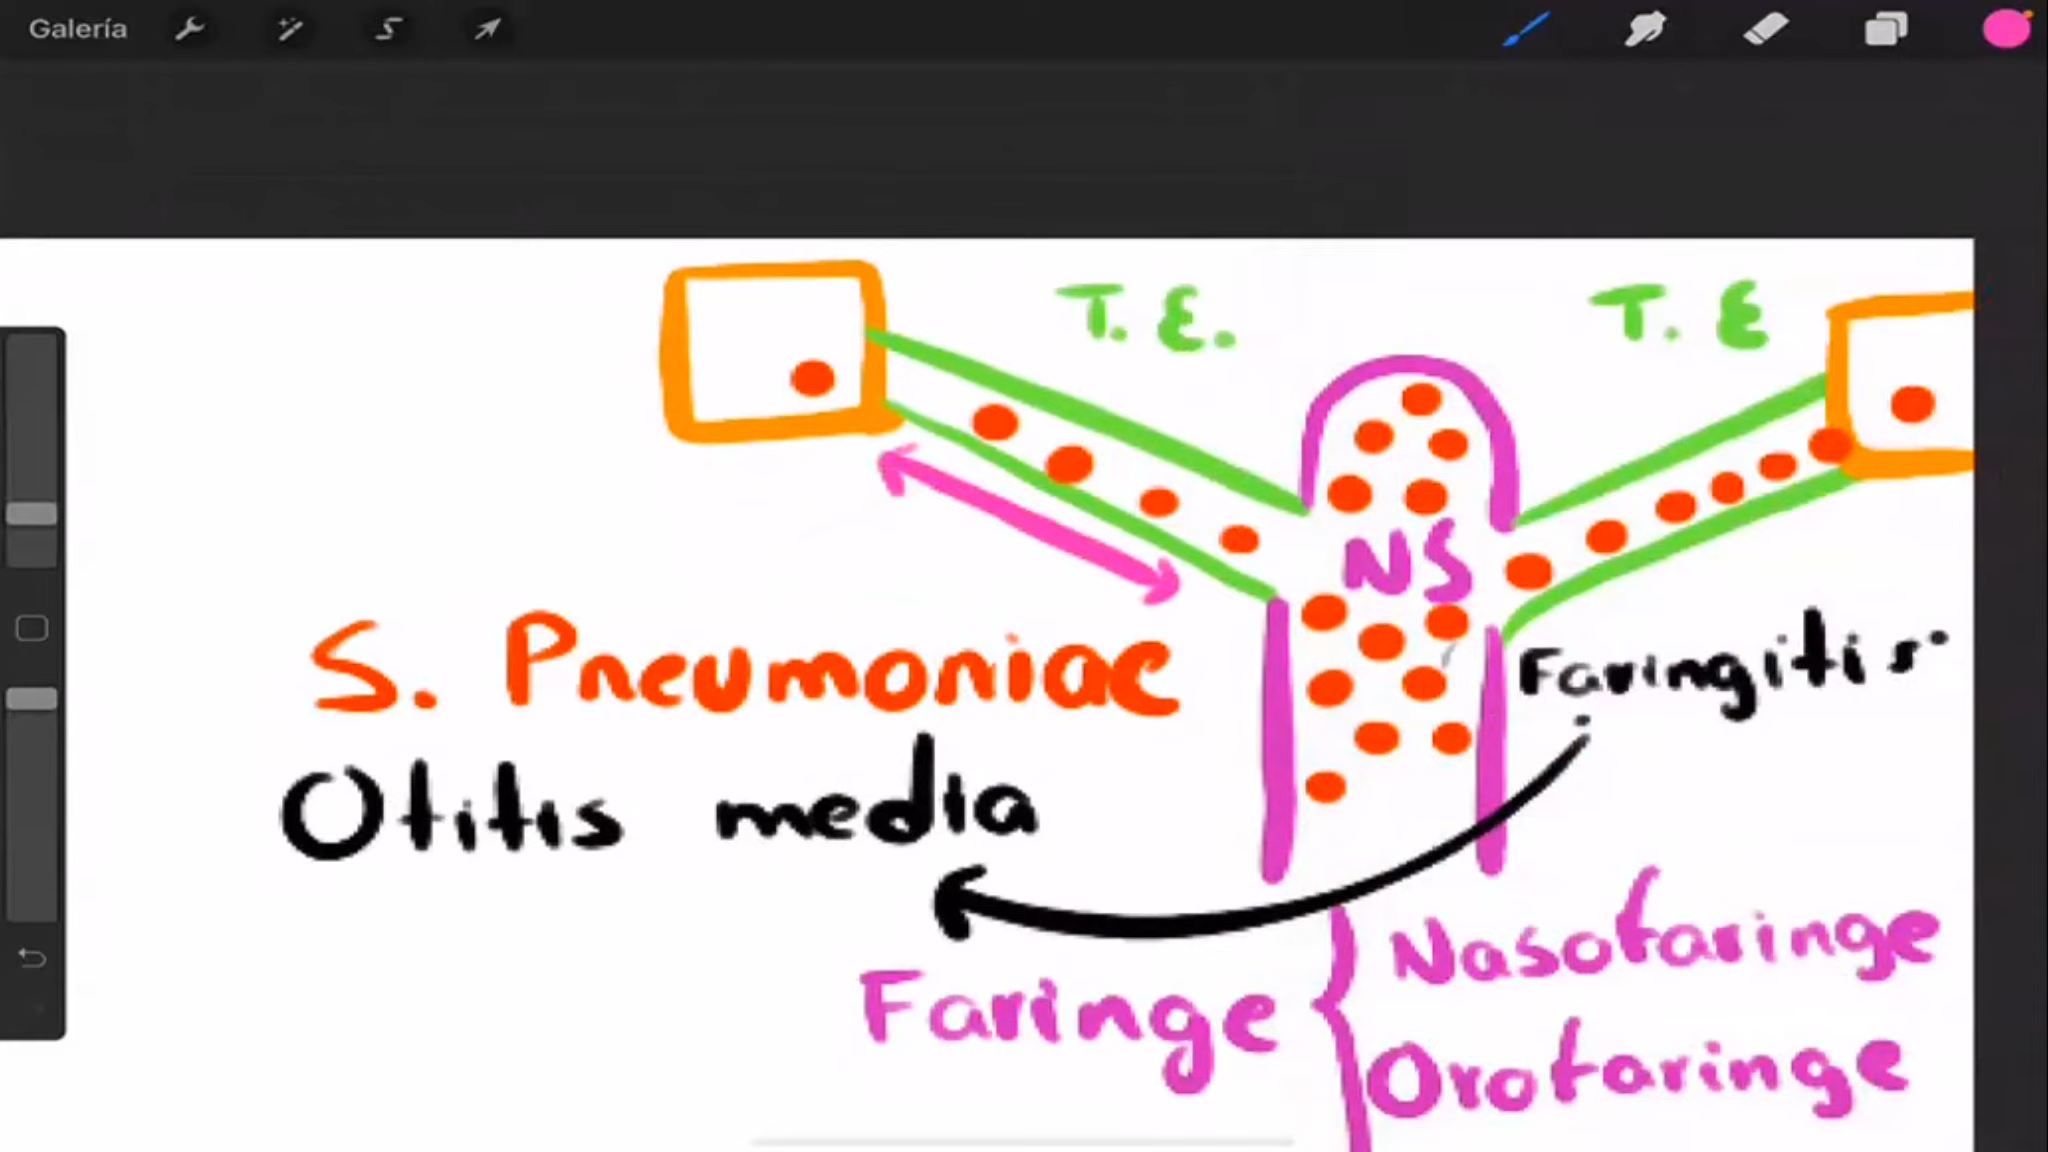 Galería
T. E.
T. E
NS
S. Pneumoniae
Faringitis
Otitis media
Faringe
Nasofaringe
Orofaringe